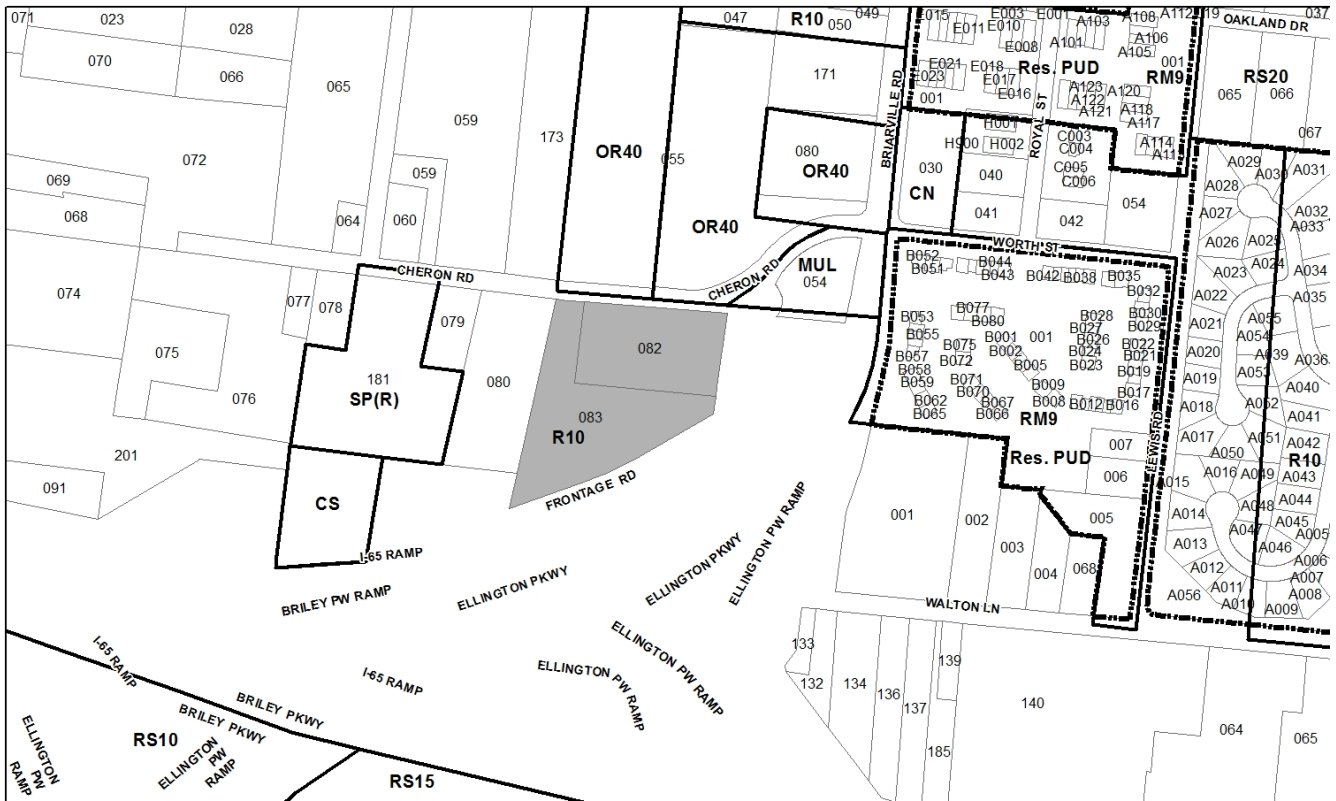 071
023
028
070
066
065
059
173
072
069
068
059
064
060
047
R10
050
049
171
OR40
055
080
OR40
OR40
BRIARVILLE RD
030
CN
E015
E011
E003
E010
E001
A103
A108
A112
E008
A101
A106
A105
001
Res. PUD
RM9
E021
E023
E018
E017
E016
001
A123
A122
A121
A120
A118
A117
ROYAL ST
H001
H900
H002
C003
C004
C005
C006
A114
040
041
042
054
037
OAKLAND DR
RS20
065
066
067
CHERON RD
CHERON RD
MUL
054
WORTH ST
074
077
078
079
075
076
181
SP(R)
080
082
083
R10
FRONTAGE RD
201
091
CS
B052
B051
B044
B043
B042
B038
B035
B032
B053
B055
B077
B080
B028
B027
B026
B024
B023
B030
B029
B022
B021
B019
B017
B016
B012
B001
B002
001
B005
B075
B072
B057
B058
B059
B071
B070
B009
B008
B067
B066
B062
B065
RM9
Res. PUD
LEWIS RD
007
006
005
001
002
003
004
068
WALTON LN
A029
A030
A031
A028
A027
A032
A033
A026
A025
A024
A023
A034
A022
A035
A021
A055
A054
A020
A039
A036
A019
A053
A040
A018
A052
A041
A017
A051
A042
A050
R10
A016
A049
A043
A015
A044
A014
A048
A045
A047
A005
A013
A046
A012
A006
A007
A011
A008
A056
A010
A009
I-65 RAMP
BRILEY PW RAMP
ELLINGTON PKWY
ELLINGTON PKWY
ELLINGTON PW RAMP
ELLINGTON PW RAMP
ELLINGTON PW RAMP
I-65 RAMP
I-65 RAMP
BRILEY PKWY
BRILEY PKWY
ELLINGTON
PW
RAMP
RS10
ELLINGTON
PW
RAMP
RS15
133
132
134
136
137
139
185
140
064
065